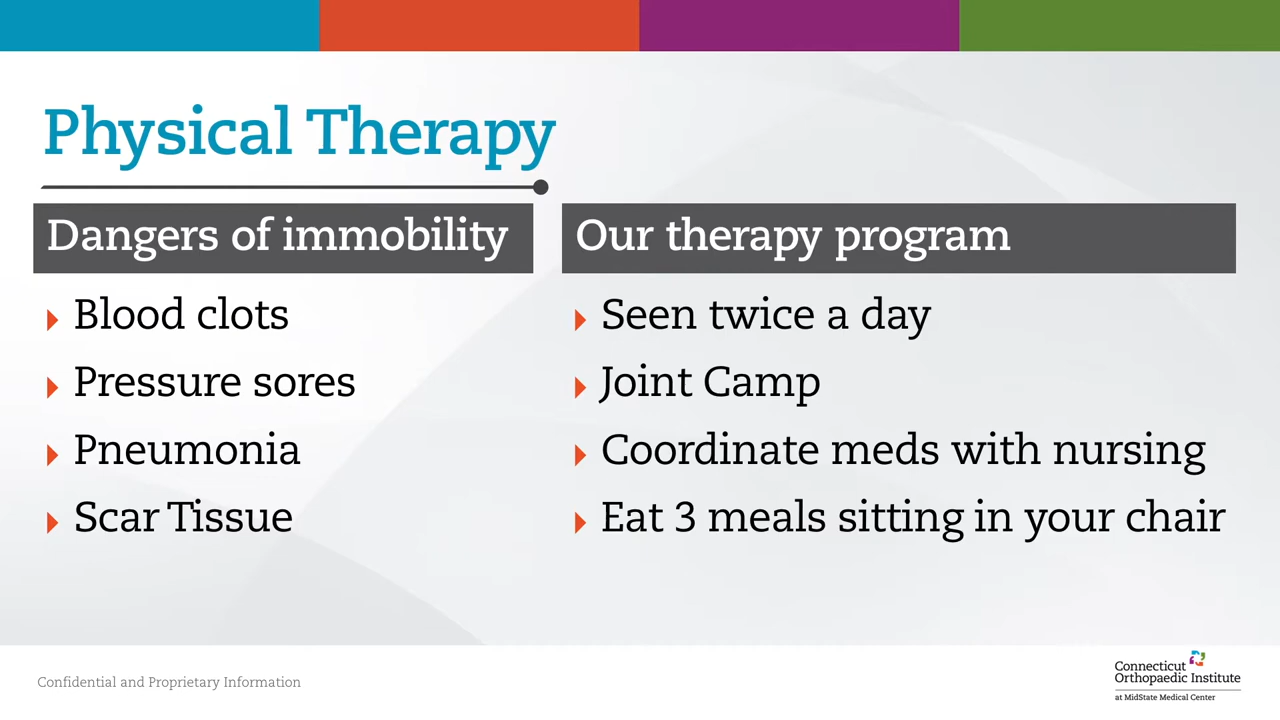 Physical Therapy
Dangers of immobility
Blood clots
Pressure sores
Pneumonia
Scar Tissue
Our therapy program
Seen twice a day
Joint Camp
Coordinate meds with nursing
Eat 3 meals sitting in your chair
Confidential and Proprietary Information
Connecticut
Orthopaedic Institute
at MidState Medical Center